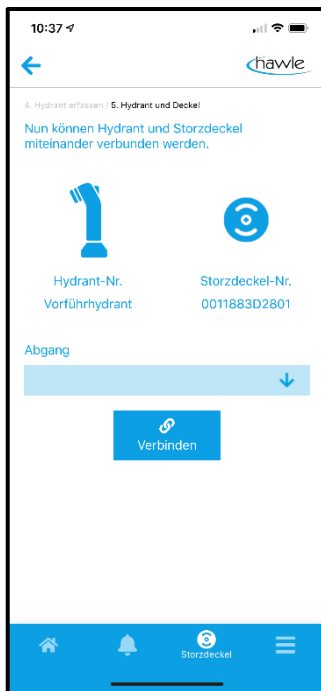 10:37
hawle
4. Hydrant erfassen / 5. Hydrant und Deckel
Nun können Hydrant und Storzdeckel
miteinander verbunden werden.
Hydrant-Nr.
Vorführhydrant
Storzdeckel-Nr.
0011883D2801
Abgang
Verbinden
Storzdeckel